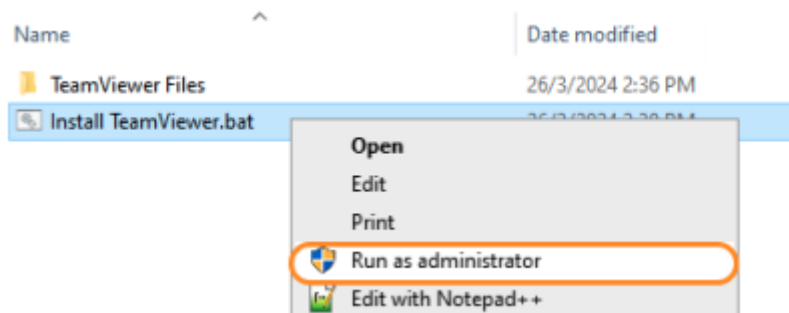 Name Date modified
TeamViewer Files 26/3/2024 2:36 PM
Install TeamViewer.bat
Open
Edit
Print
Run as administrator
Edit with Notepad++